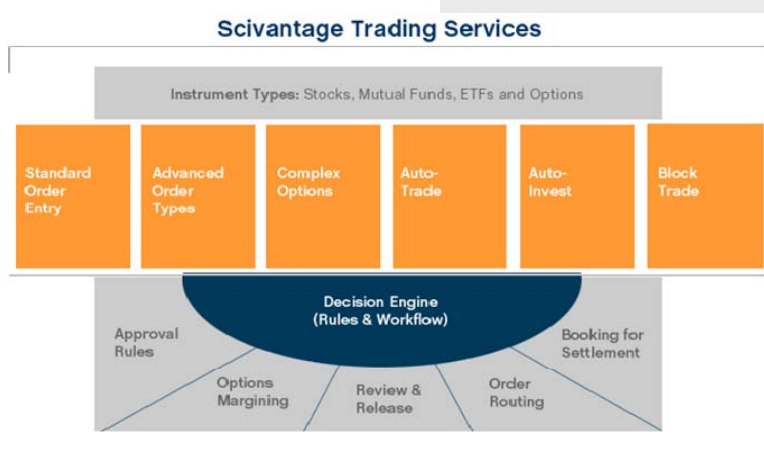 Scivantage Trading Services
Instrument Types: Stocks, Mutual Funds, ETFs and Options
Standard
Order
Entry
Advanced
Order
Types
Complex
Options
Auto-
Trade
Auto-
Invest
Block
Trade
Decision Engine
(Rules & Workflow)
Approval
Rules
Options
Margining
Review &
Release
Order
Routing
Booking for
Settlement